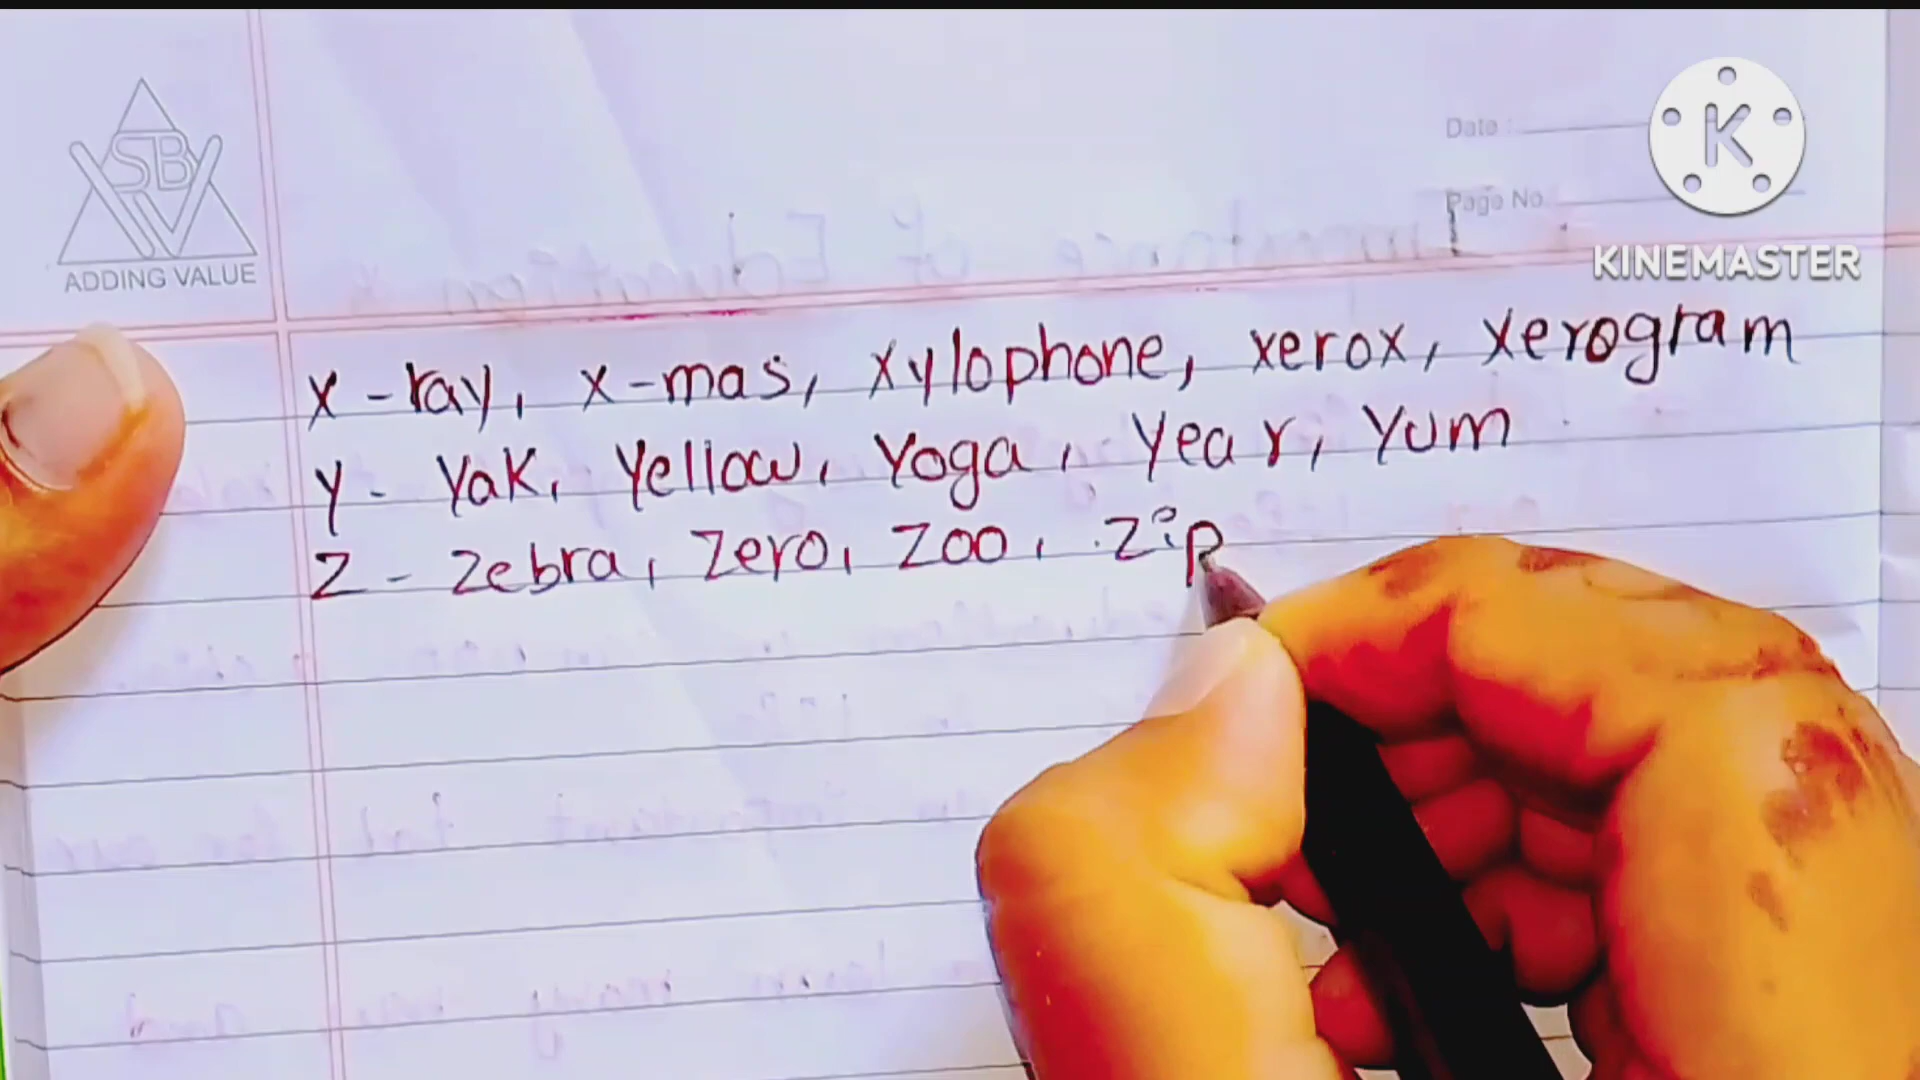 SBV
ADDING VALUE
Date :
Page No.
K
KINEMASTER
X - ray, X-mas, Xylophone, xerox, xerogram
Y - Yak, Yellow, Yoga, Year, Yum
Z - Zebra, Zero, Zoo, Zip